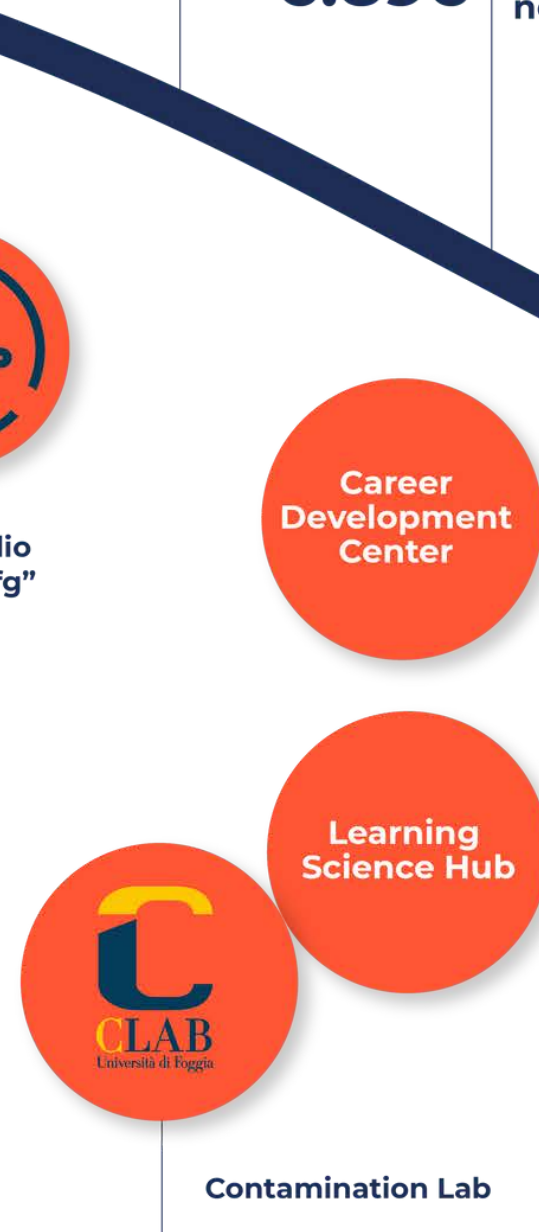 Career
Development
Center
Learning
Science Hub
CLAB
Università di Foggia
Contamination Lab